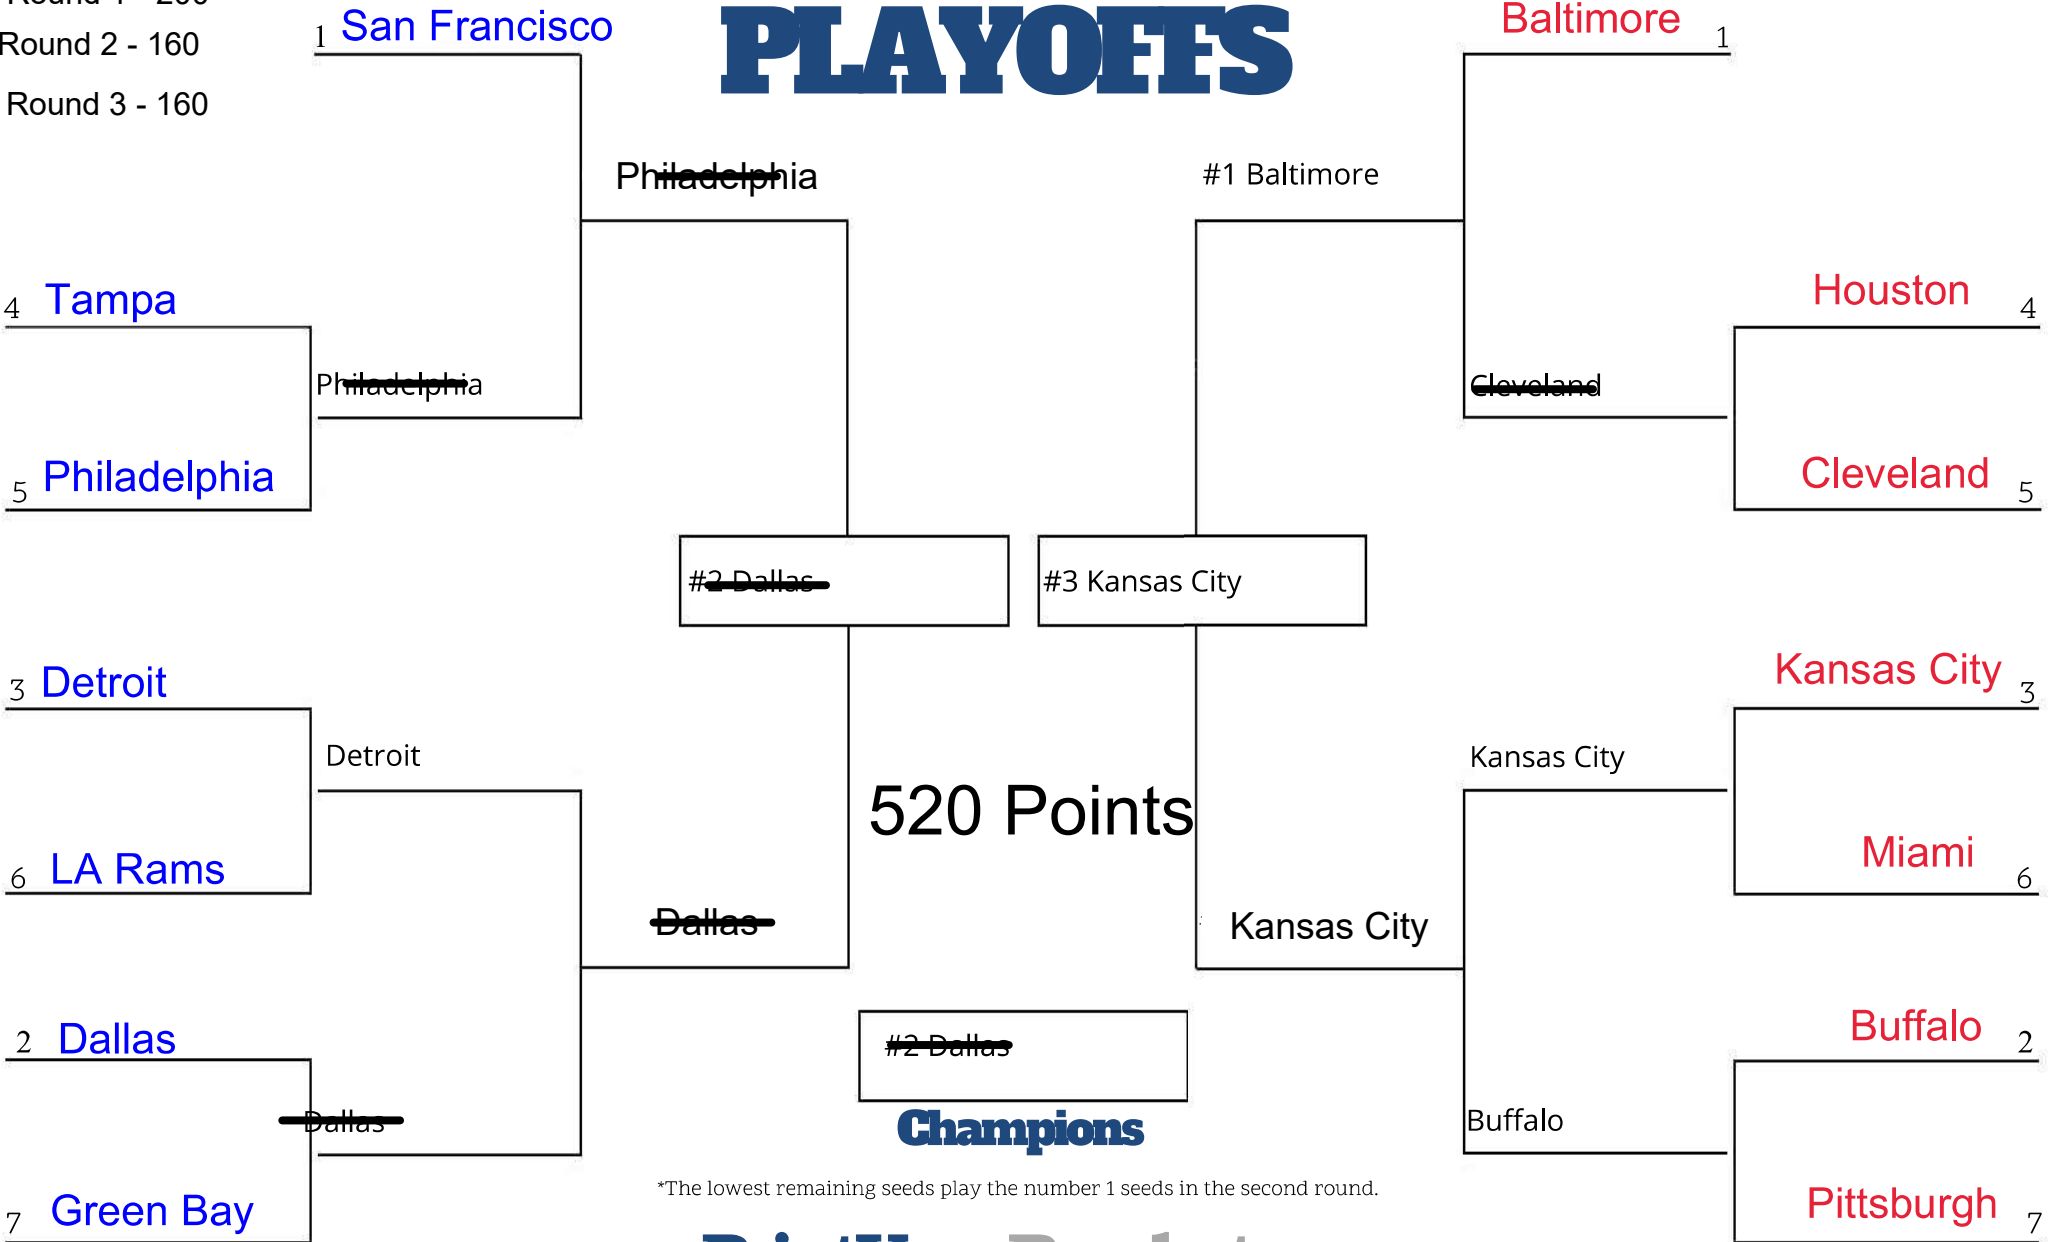 Round 1 - 200
Round 2 - 160
Round 3 - 160
PLAYOFFS
1 San Francisco
Baltimore 1
Philadelphia
#1 Baltimore
4 Tampa
Houston 4
Philadelphia
Cleveland
5 Philadelphia
Cleveland 5
#2 Dallas
#3 Kansas City
3 Detroit
Kansas City 3
Detroit
Kansas City
520 Points
6 LA Rams
Miami 6
Dallas
Kansas City
2 Dallas
Buffalo 2
#2 Dallas
Dallas
Buffalo
Champions
*The lowest remaining seeds play the number 1 seeds in the second round.
7 Green Bay
Pittsburgh 7